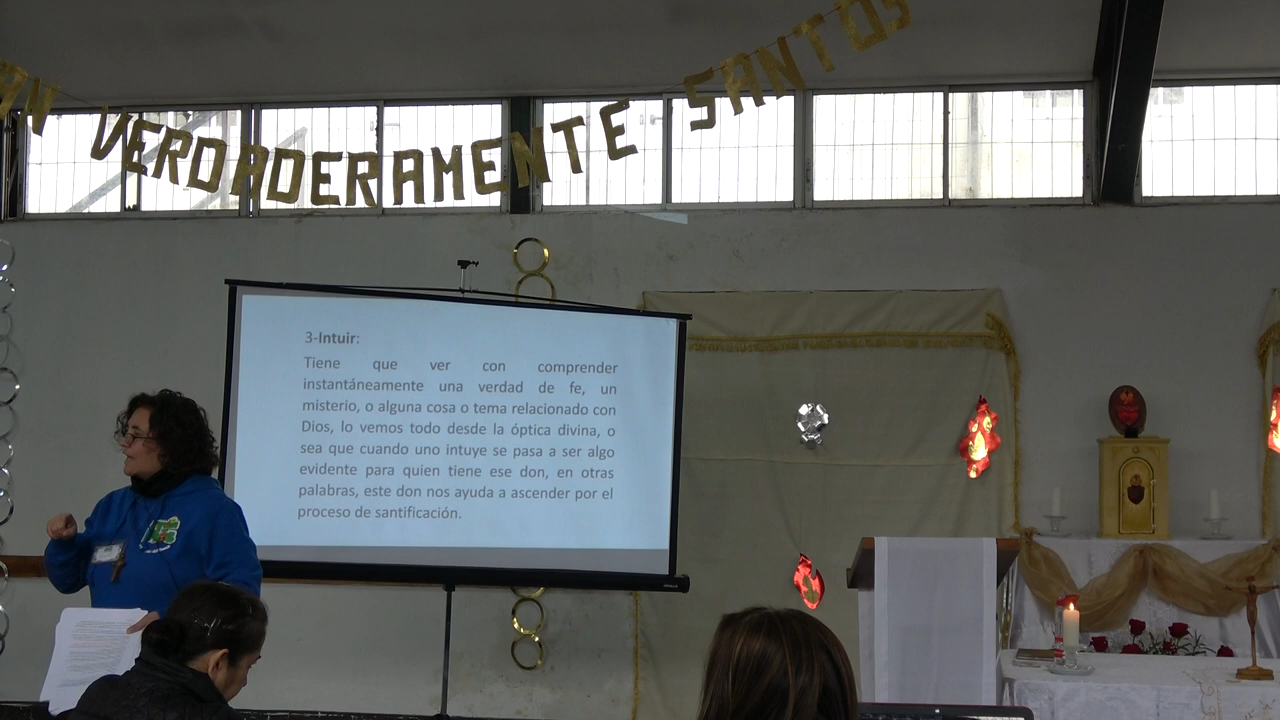 AN VERDADERAMENTE SANTOS
3-Intuir:
Tiene que ver con comprender
instantáneamente una verdad de fe, un
misterio, o alguna cosa o tema relacionado con
Dios, lo vemos todo desde la óptica divina, o
sea que cuando uno intuye se pasa a ser algo
evidente para quien tiene ese don, en otras
palabras, este don nos ayuda a ascender por el
proceso de santificación.